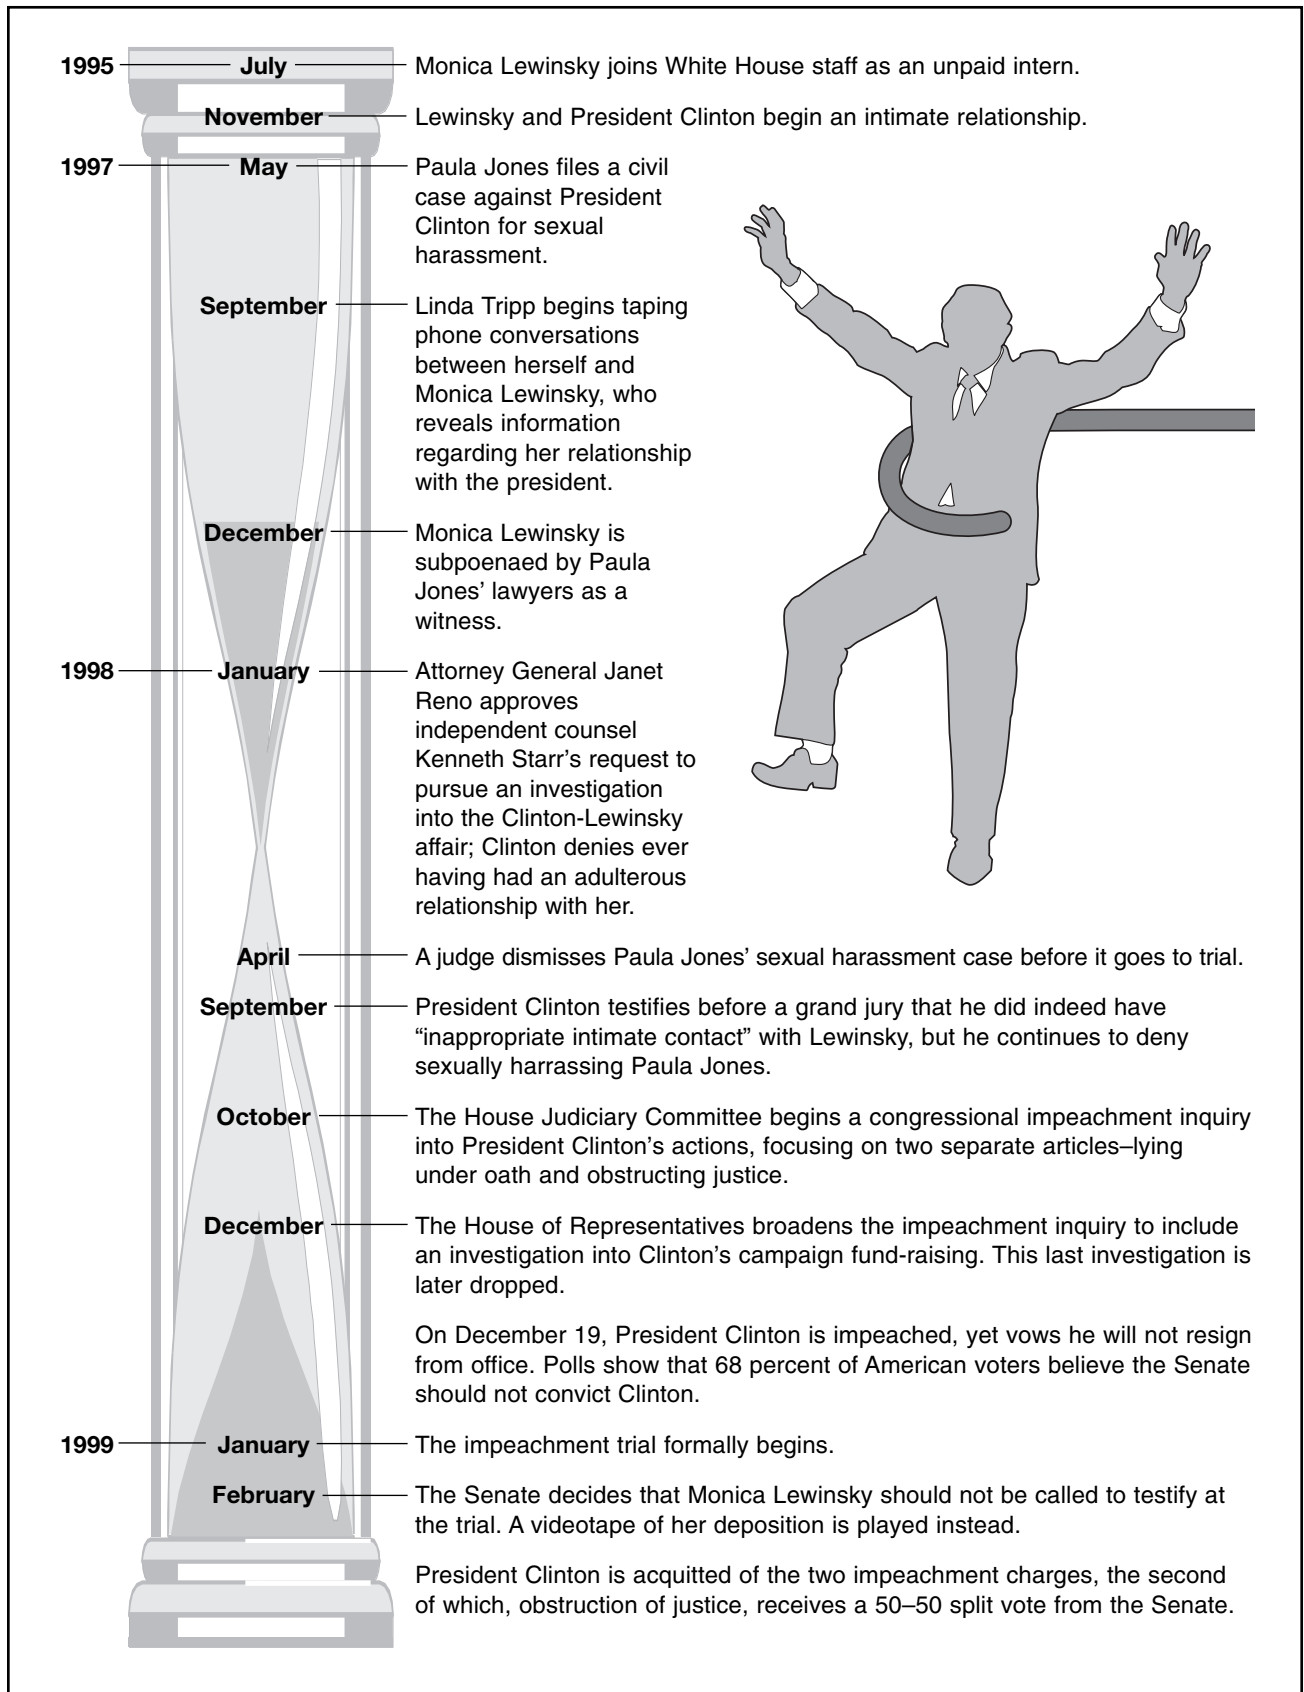 1995 July Monica Lewinsky joins White House staff as an unpaid intern.
November Lewinsky and President Clinton begin an intimate relationship.
1997 May Paula Jones files a civil
case against President
Clinton for sexual
harassment.
September Linda Tripp begins taping
phone conversations
between herself and
Monica Lewinsky, who
reveals information
regarding her relationship
with the president.
December Monica Lewinsky is
subpoenaed by Paula
Jones’ lawyers as a
witness.
1998 January Attorney General Janet
Reno approves
independent counsel
Kenneth Starr’s request to
pursue an investigation
into the Clinton-Lewinsky
affair; Clinton denies ever
having had an adulterous
relationship with her.
April A judge dismisses Paula Jones’ sexual harassment case before it goes to trial.
September President Clinton testifies before a grand jury that he did indeed have
“inappropriate intimate contact” with Lewinsky, but he continues to deny
sexually harrassing Paula Jones.
October The House Judiciary Committee begins a congressional impeachment inquiry
into President Clinton’s actions, focusing on two separate articles–lying
under oath and obstructing justice.
December The House of Representatives broadens the impeachment inquiry to include
an investigation into Clinton’s campaign fund-raising. This last investigation is
later dropped.
On December 19, President Clinton is impeached, yet vows he will not resign
from office. Polls show that 68 percent of American voters believe the Senate
should not convict Clinton.
1999 January The impeachment trial formally begins.
February The Senate decides that Monica Lewinsky should not be called to testify at
the trial. A videotape of her deposition is played instead.
President Clinton is acquitted of the two impeachment charges, the second
of which, obstruction of justice, receives a 50–50 split vote from the Senate.